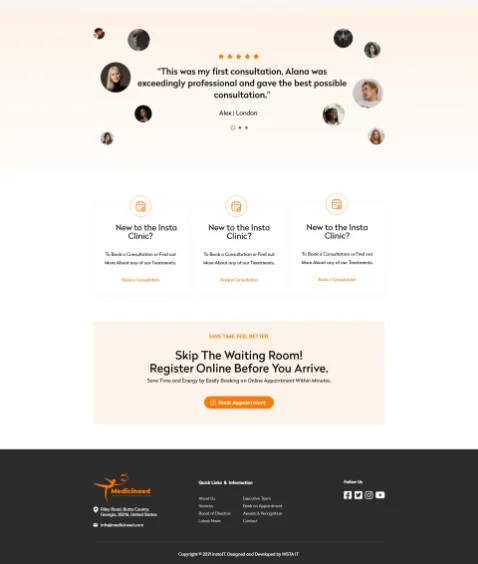 "This was my first consultation, Alana was
exceedingly professional and gave the best possible
consultation."
Alex | London
New to the Insta
Clinic?
To Book a Consultation or Find out
More About any of our Treatments.
Book a Consultation
New to the Insta
Clinic?
To Book a Consultation or Find out
More About any of our Treatments.
Book a Consultation
New to the Insta
Clinic?
To Book a Consultation or Find out
More About any of our Treatments.
Book a Consultation
SAVE TIME. FEEL BETTER.
Skip The Waiting Room!
Register Online Before You Arrive.
Save Time and Energy by Easily Booking an Online Appointment Within Minutes.
Book Appointment
Medicineed
Riley Road, Butts County,
Georgia, 30216, United States
info@medicineed.com
Quick Links & Information
About Us
Services
Board of Directors
Latest News
Executive Team
Book an Appointment
Awards & Recognition
Contact
Follow Us
Copyright © 2021 InstaIT. Designed and Developed by INSTA IT